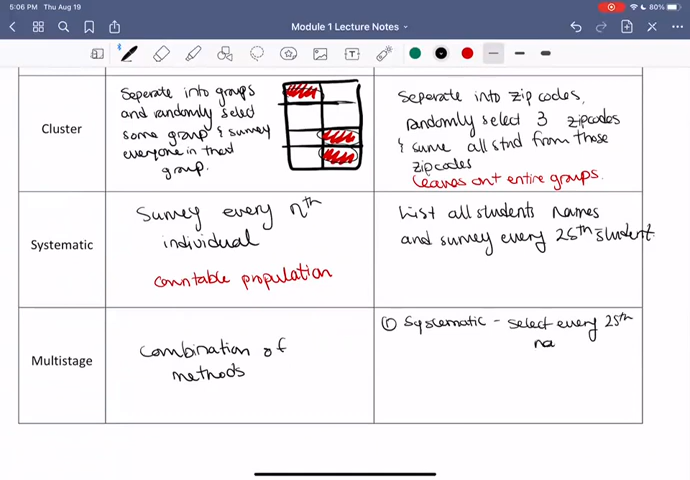 5:06 PM Thu Aug 19
80%
Module 1 Lecture Notes
Cluster
Seperate into groups
and randomly select
some group & survey
everyone in that
group.
Seperate into zip codes,
randomly select 3 zipcodes
& surve all stnd from those
zipcodes
leaves out entire groups.
Systematic
Survey every nth
individual
countable population
List all students names
and survey every 25th student.
Multistage
Combination of
methods
① Systematic - select every 25th
na